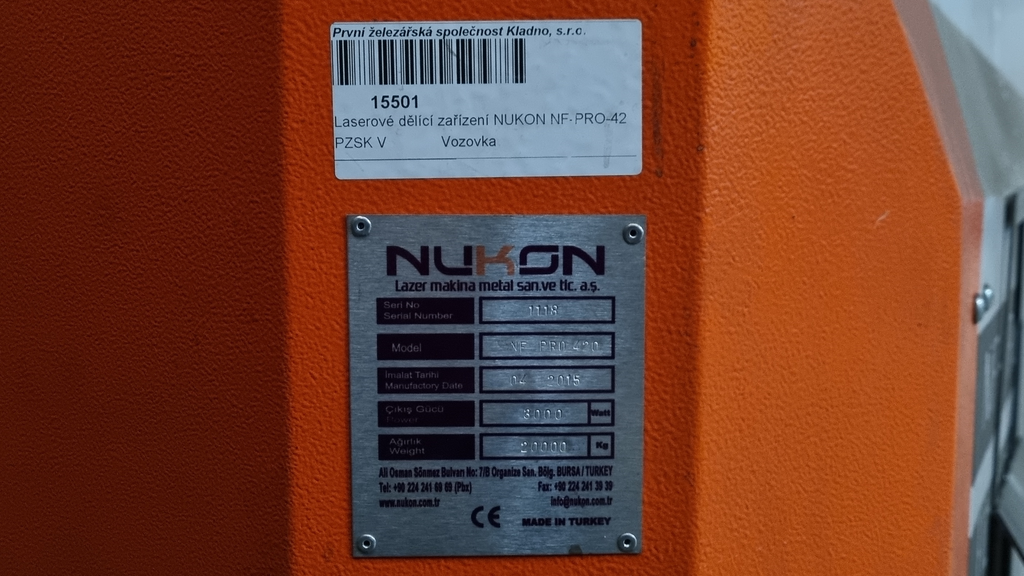 První železářská společnost Kladno, s.r.o.
15501
Laserové dělící zařízení NUKON NF-PRO-42
PZSK V Vozovka
NUKON
Lazer makina metal san.ve tic. a.ş.
Seri No
Serial Number 1118
Model NF PRO 420
İmalat Tarihi
Manufactory Date 04 2015
Çıkış Gücü
Power Watt
Ağırlık
Weight 20000 Kg
Ali Osman Sönmez Bulvarı No: 7/B Organize San. Bölg. BURSA / TURKEY
Tel: +90 224 241 69 69 (Pbx) Fax: +90 224 241 39 39
www.nukon.com.tr info@nukon.com.tr
CE MADE IN TURKEY